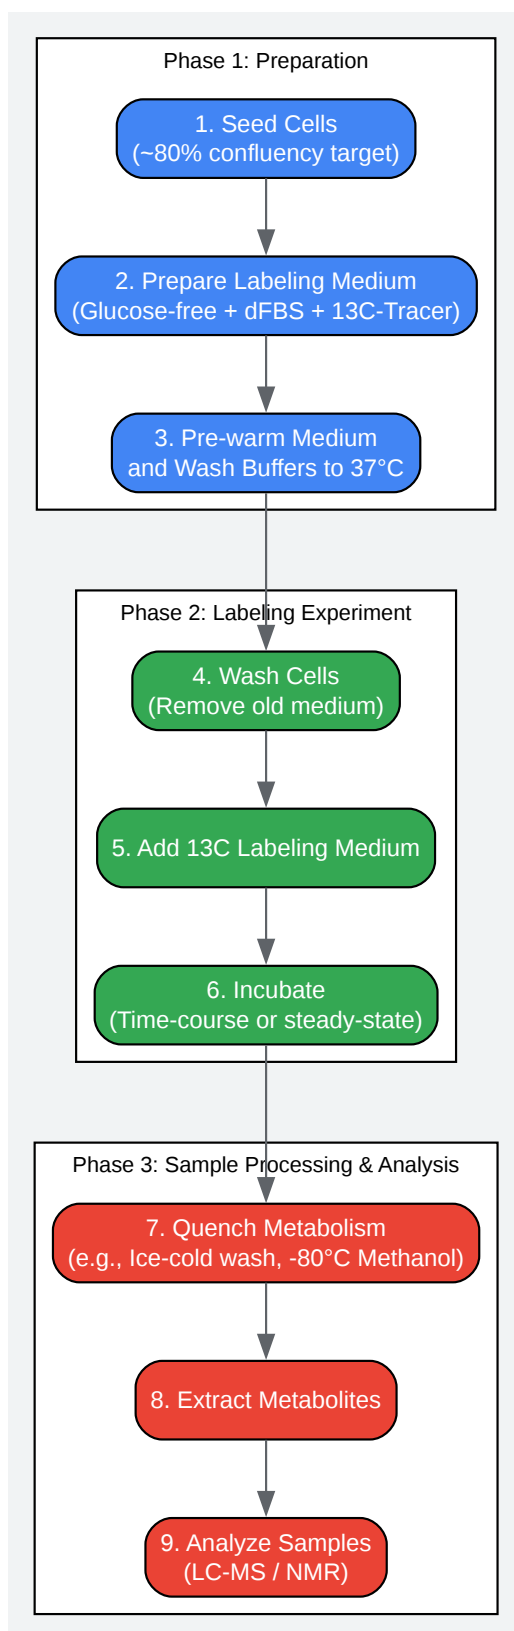 Phase 1: Preparation
1. Seed Cells
(~80% confluency target)
2. Prepare Labeling Medium
(Glucose-free + dFBS + 13C-Tracer)
3. Pre-warm Medium
and Wash Buffers to 37°C
Phase 2: Labeling Experiment
4. Wash Cells
(Remove old medium)
5. Add 13C Labeling Medium
6. Incubate
(Time-course or steady-state)
Phase 3: Sample Processing & Analysis
7. Quench Metabolism
(e.g., Ice-cold wash, -80°C Methanol)
8. Extract Metabolites
9. Analyze Samples
(LC-MS / NMR)